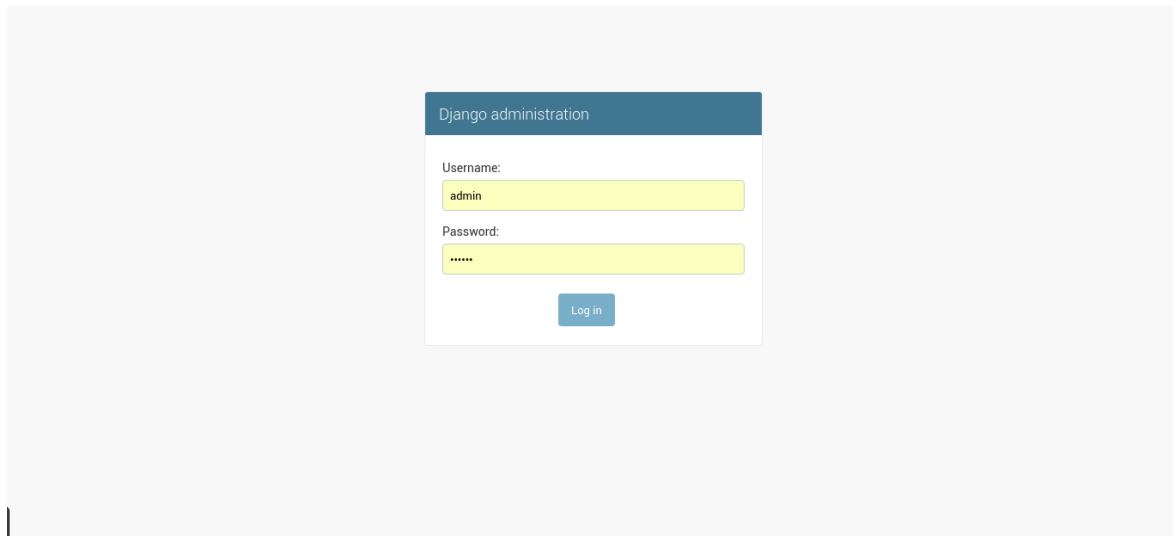 Django administration
Username:
admin
Password:
••••••
Log in